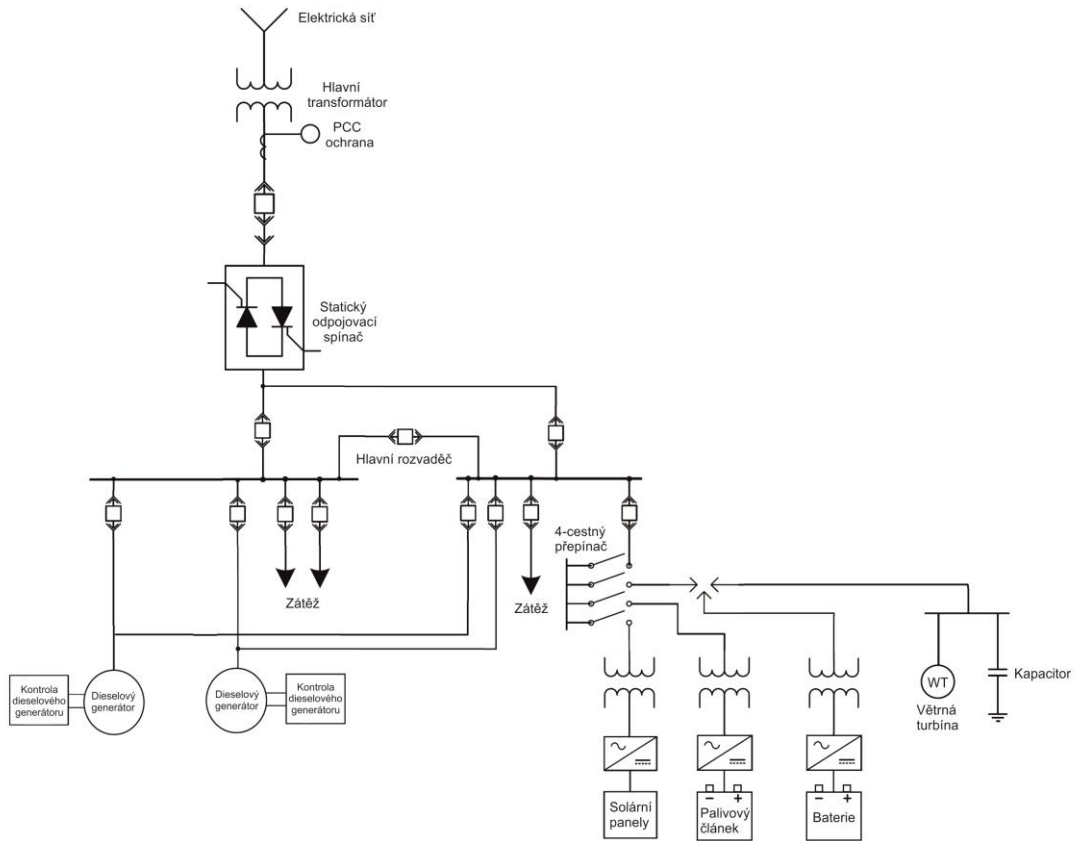 Elektrická síť
Hlavní
transformátor
PCC
ochrana
Statický
odpojovací
spínač
Hlavní rozvaděč
4-cestný
přepínač
Zátěž
Zátěž
Kontrola
dieselového
generátoru
Dieselový
generátor
Dieselový
generátor
Kontrola
dieselového
generátoru
WT
Větrná
turbína
Kapacitor
Solární
panely
Palivový
článek
Baterie